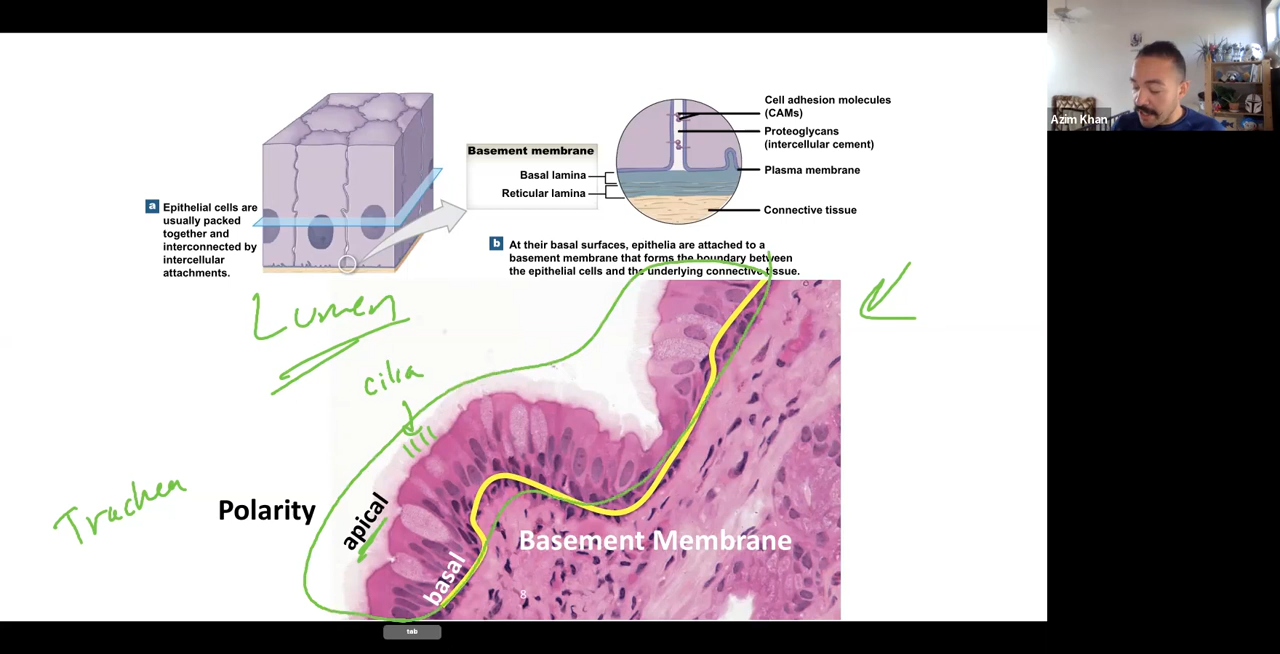 Azim Khan
a Epithelial cells are
usually packed
together and
interconnected by
intercellular
attachments.
Basement membrane
Basal lamina
Reticular lamina
Cell adhesion molecules
(CAMs)
Proteoglycans
(intercellular cement)
Plasma membrane
Connective tissue
b At their basal surfaces, epithelia are attached to a
basement membrane that forms the boundary between
the epithelial cells and the underlying connective tissue.
Lumen
cilia
Trachea
Polarity
apical
basal
Basement Membrane
8
tab